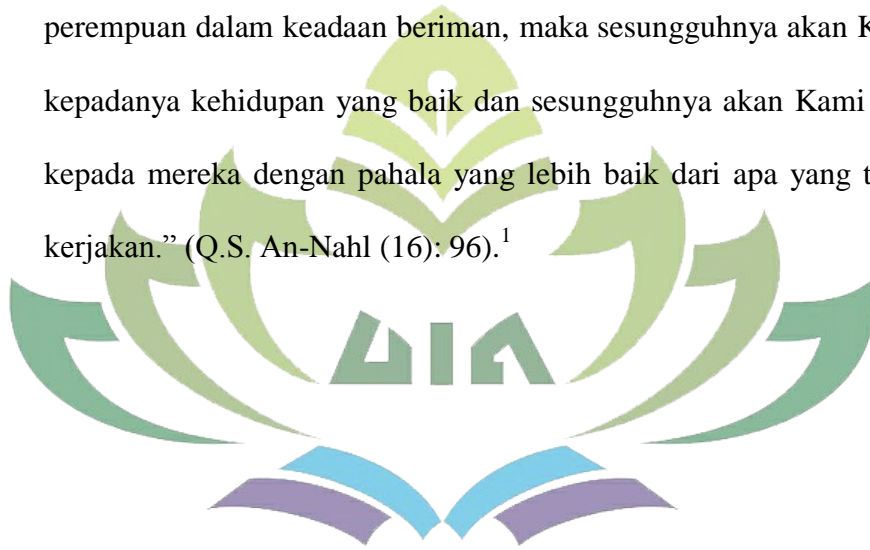 perempuan dalam keadaan beriman, maka sesungguhnya akan K
kepadanya kehidupan yang baik dan sesungguhnya akan Kami
kepada mereka dengan pahala yang lebih baik dari apa yang t
kerjakan.” (Q.S. An-Nahl (16): 96).¹
UIN